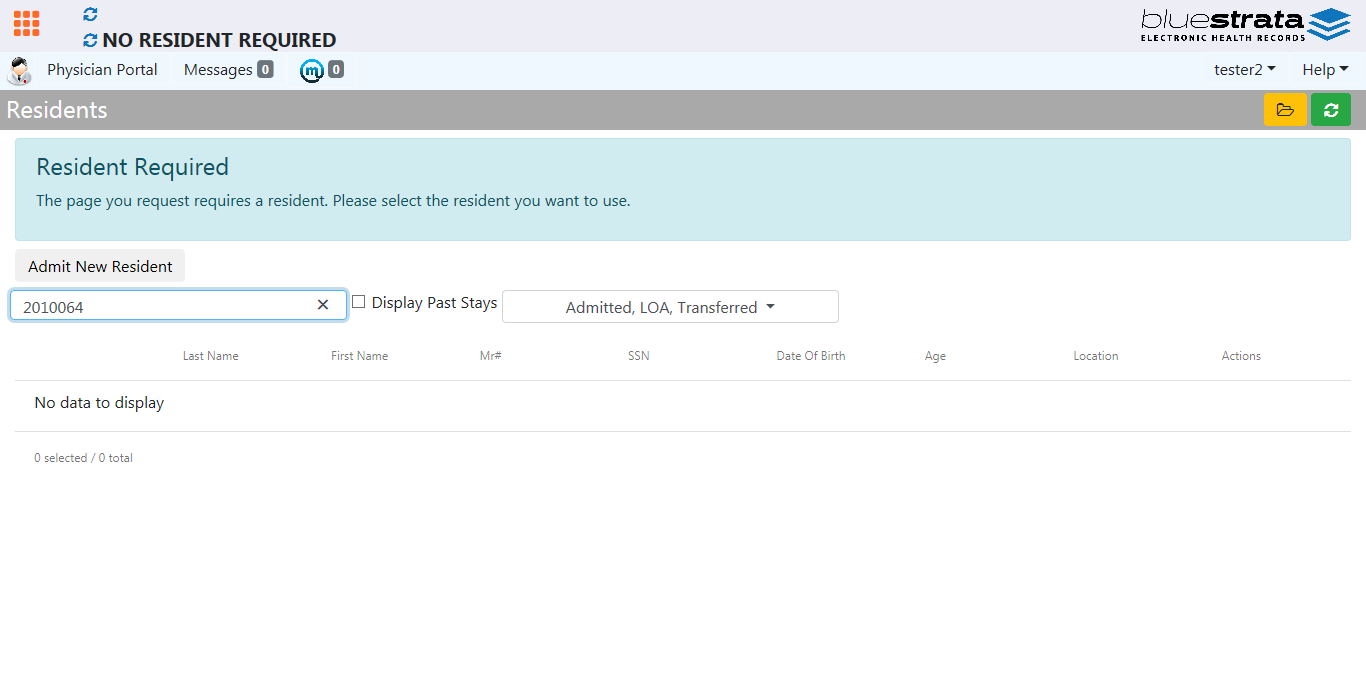 bluestrata
ELECTRONIC HEALTH RECORDS
NO RESIDENT REQUIRED
Physician Portal Messages 0 m 0 tester2 Help
Residents
Resident Required
The page you request requires a resident. Please select the resident you want to use.
Admit New Resident
2010064 Display Past Stays Admitted, LOA, Transferred
Last Name First Name Mr# SSN Date Of Birth Age Location Actions
No data to display
0 selected / 0 total